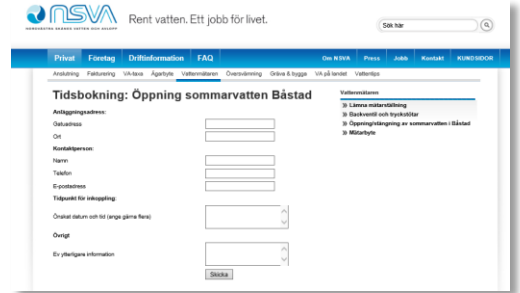 nsva
NORDVÄSTRA SKÅNES VATTEN OCH AVLOPP
Rent vatten. Ett jobb för livet.
Sök här
Privat Företag Driftinformation FAQ Om NSVA Press Jobb Kontakt KUNDSIDOR
Anslutning Fakturering VA-taxa Ägarbyte Vattenmätaren Översvämning Gräva & bygga VA på landet Vattentips
Tidsbokning: Öppning sommarvatten Båstad
Anläggningsadress:
Gatuadress
Ort
Kontaktperson:
Namn
Telefon
E-postadress
Tidpunkt för inkoppling:
Önskat datum och tid (ange gärna flera)
Övrigt
Ev ytterligare information
Skicka
Vattenmätaren
Lämna mätarställning
Backventil och tryckstötar
Öppning/stängning av sommarvatten i Båstad
Mätarbyte